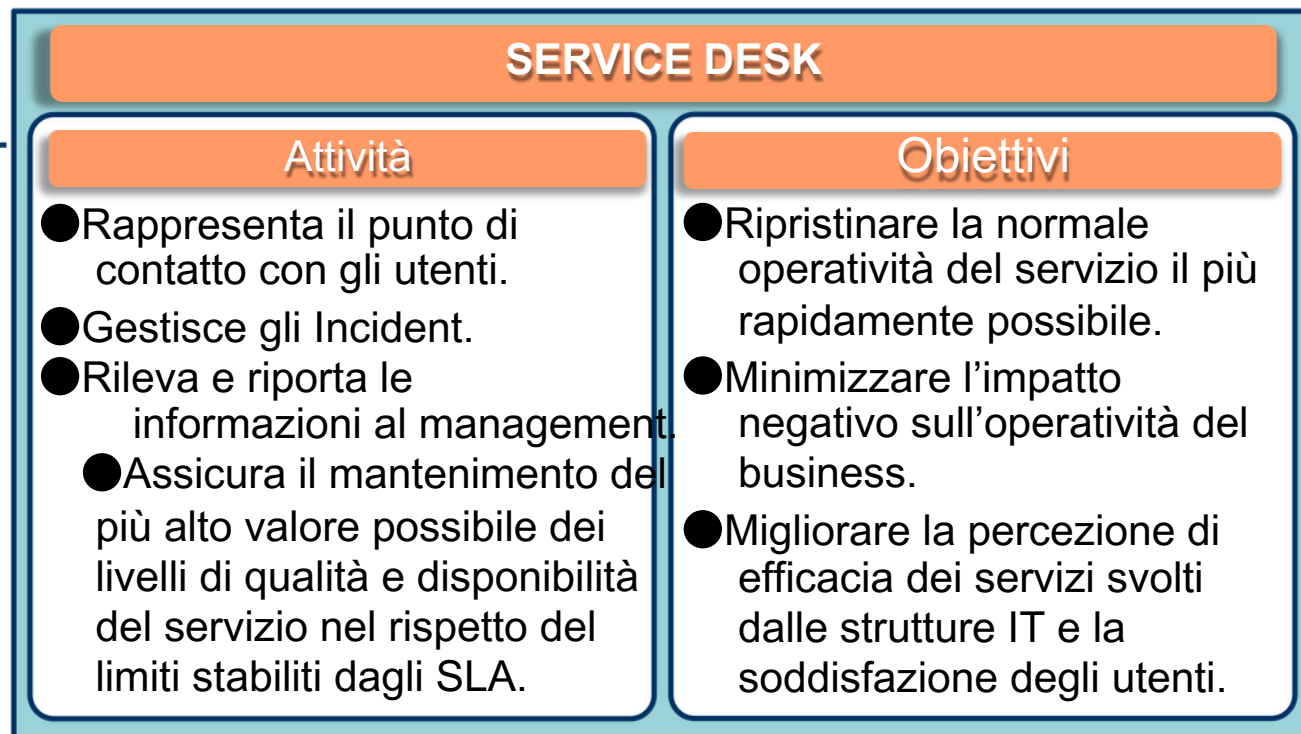 SERVICE DESK
Attività
●Rappresenta il punto di
contatto con gli utenti.
●Gestisce gli Incident.
●Rileva e riporta le
informazioni al management.
●Assicura il mantenimento del
più alto valore possibile dei
livelli di qualità e disponibilità
del servizio nel rispetto del
limiti stabiliti dagli SLA.
Obiettivi
●Ripristinare la normale
operatività del servizio il più
rapidamente possibile.
●Minimizzare l’impatto
negativo sull’operatività del
business.
●Migliorare la percezione di
efficacia dei servizi svolti
dalle strutture IT e la
soddisfazione degli utenti.